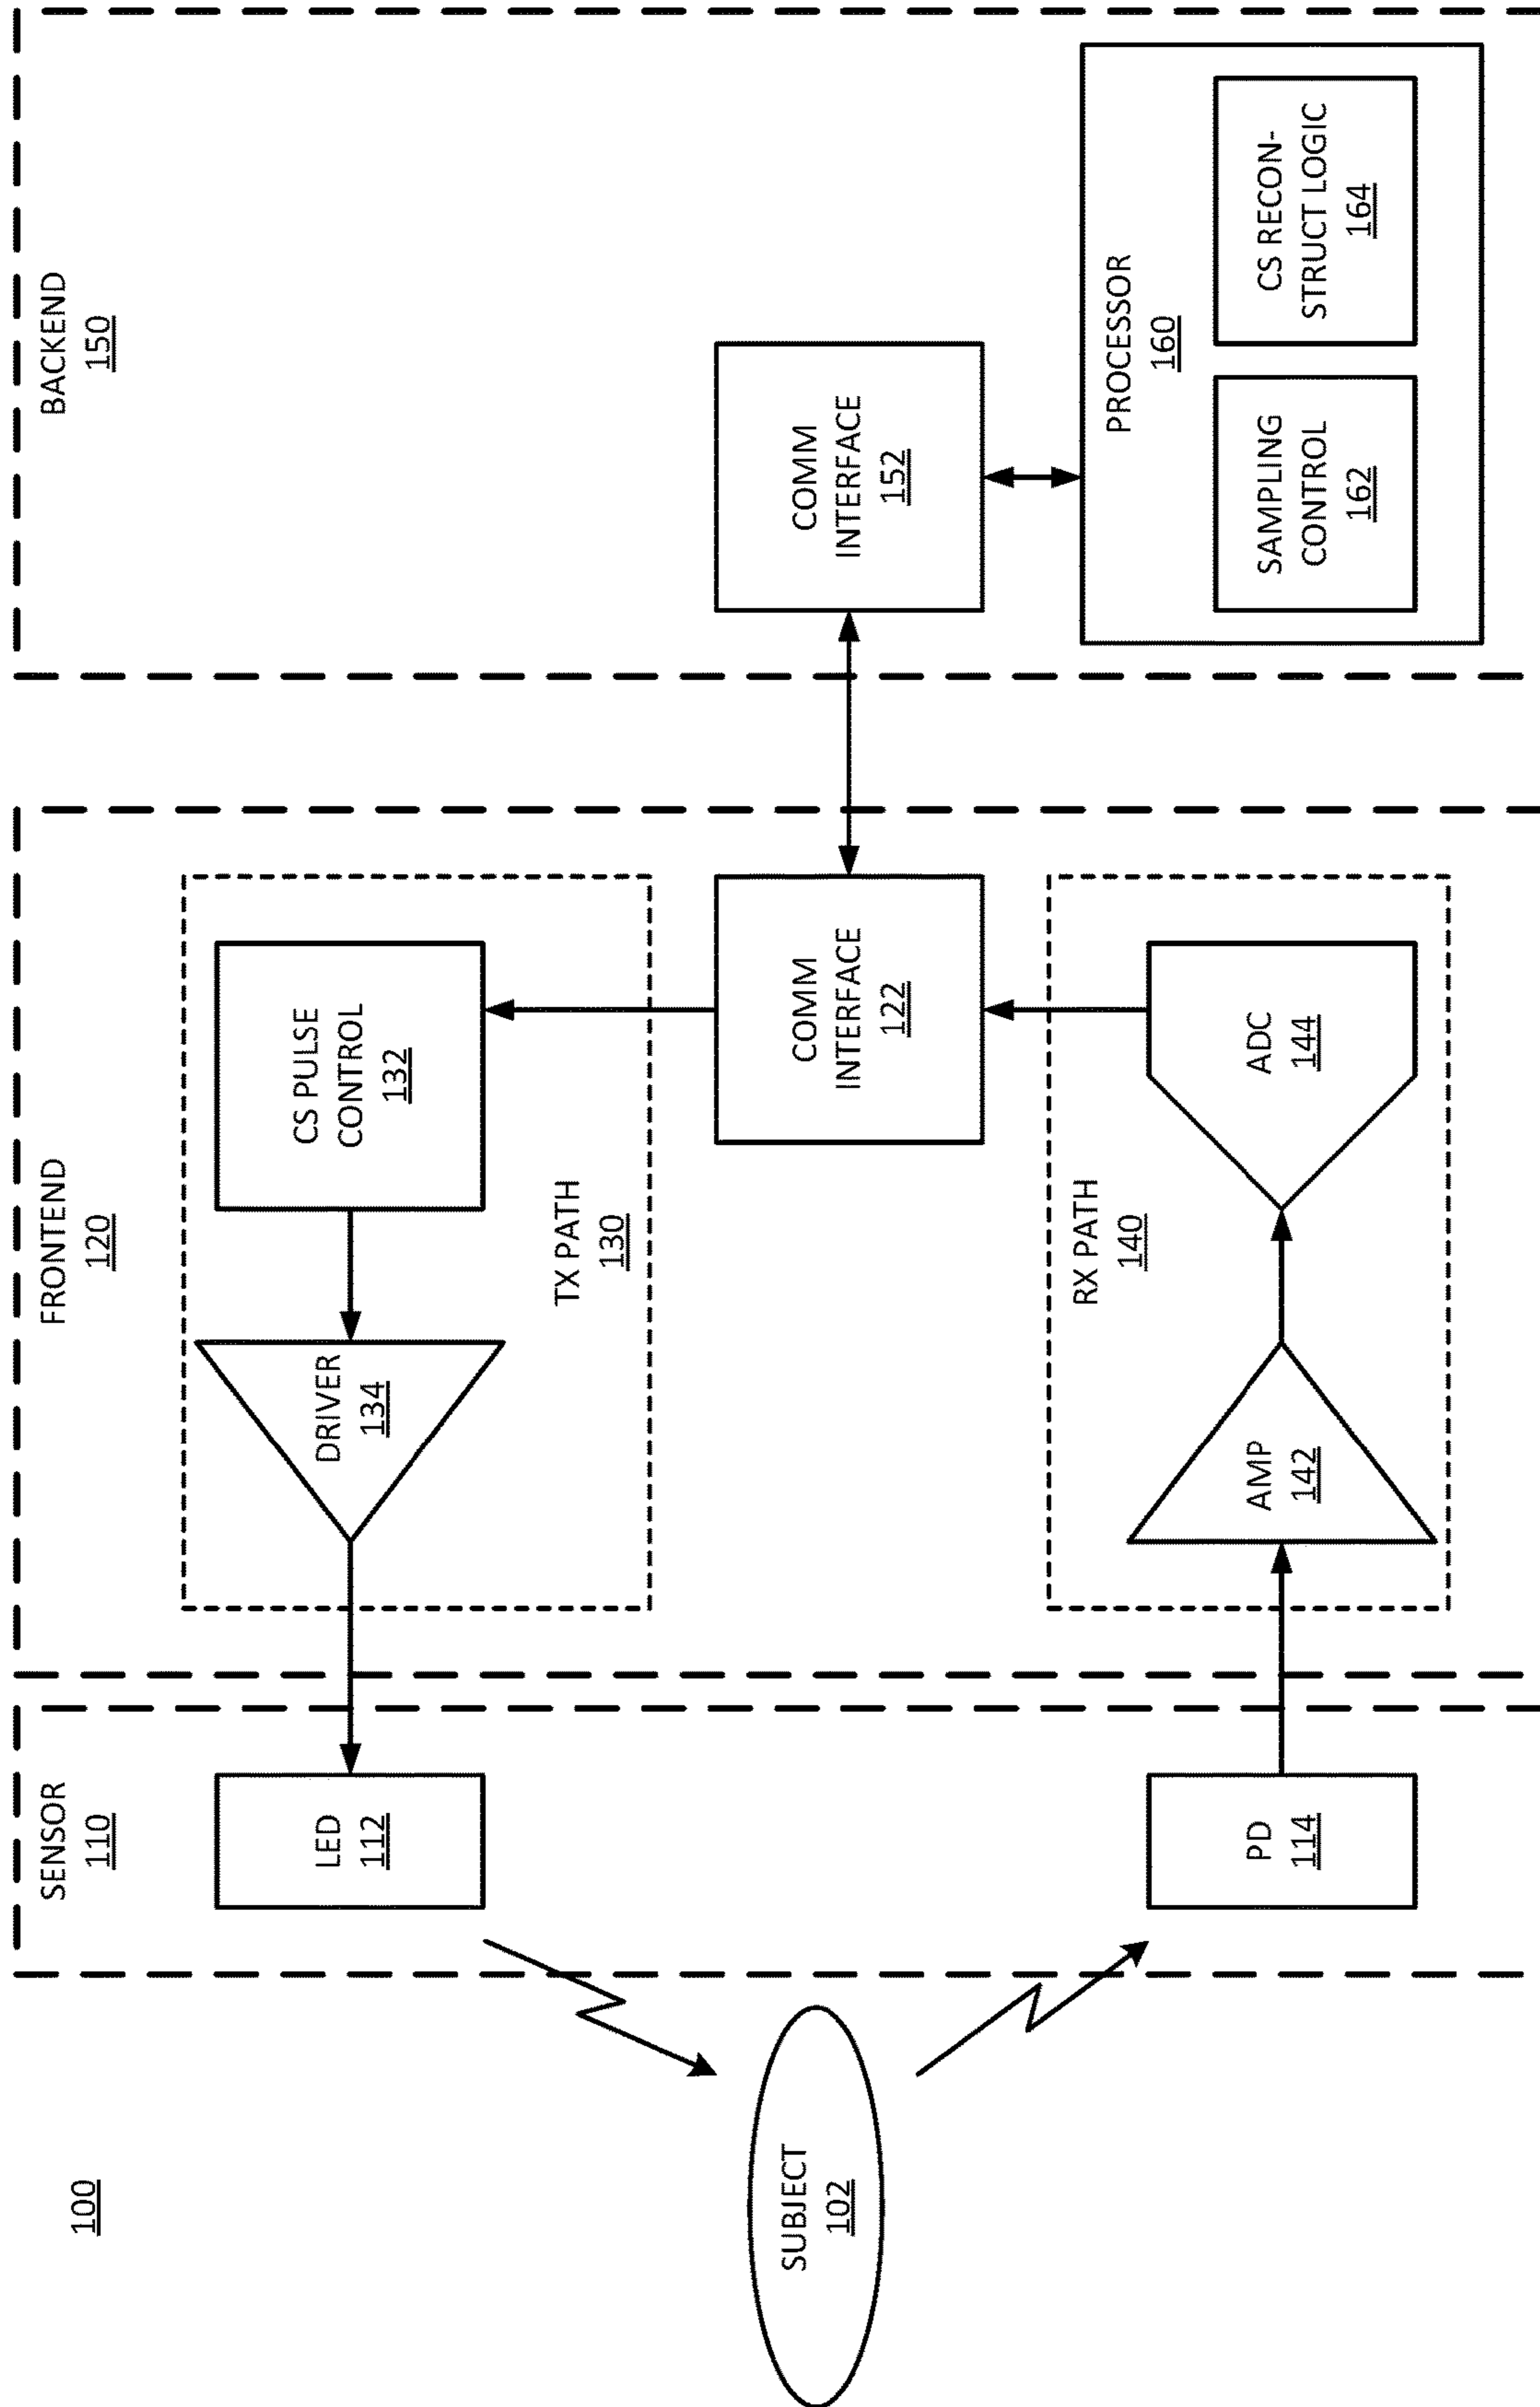 100
SUBJECT
102
SENSOR
110
LED
112
PD
114
FRONTEND
120
DRIVER
134
CS PULSE
CONTROL
132
TX PATH
130
COMM
INTERFACE
122
RX PATH
140
AMP
142
ADC
144
BACKEND
150
COMM
INTERFACE
152
PROCESSOR
160
SAMPLING
CONTROL
162
CS RECON-
STRUCT LOGIC
164